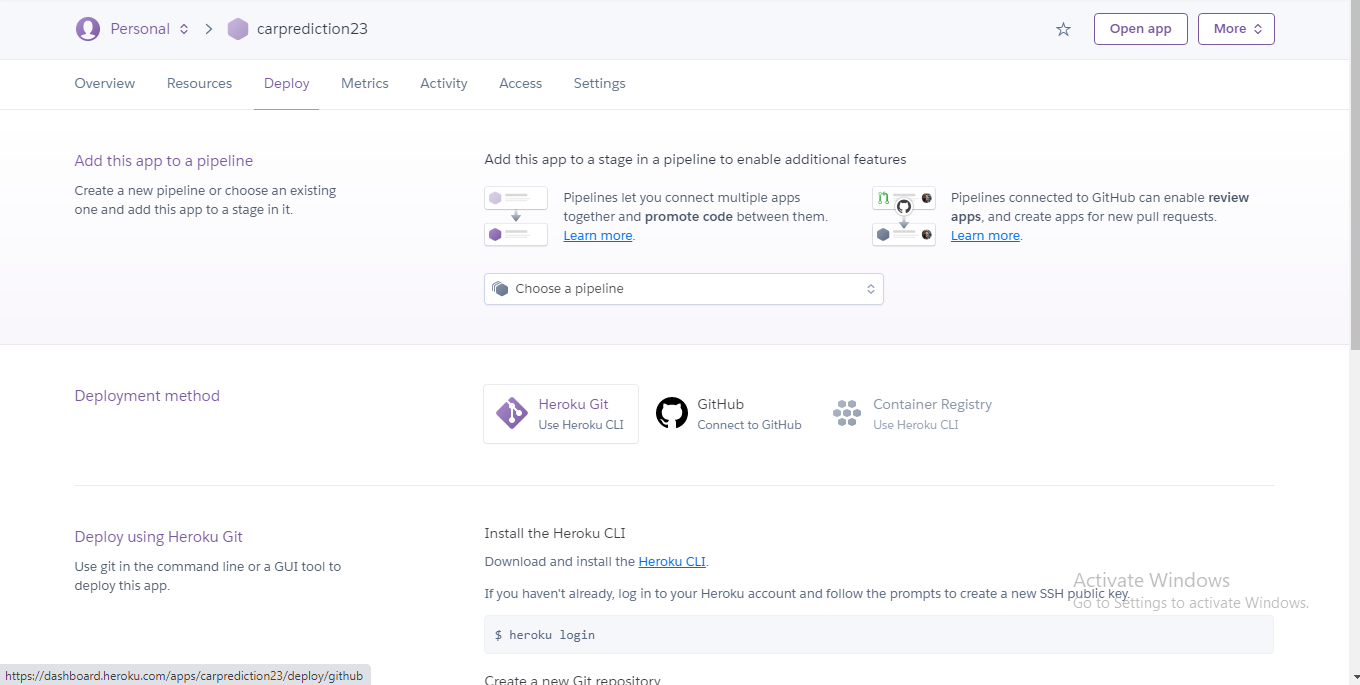 Personal
carprediction23
Open app
More
Overview
Resources
Deploy
Metrics
Activity
Access
Settings
Add this app to a pipeline
Create a new pipeline or choose an existing
one and add this app to a stage in it.
Add this app to a stage in a pipeline to enable additional features
Pipelines let you connect multiple apps
together and promote code between them.
Learn more.
Pipelines connected to GitHub can enable review
apps, and create apps for new pull requests.
Learn more.
Choose a pipeline
Deployment method
Heroku Git
Use Heroku CLI
GitHub
Connect to GitHub
Container Registry
Use Heroku CLI
Deploy using Heroku Git
Use git in the command line or a GUI tool to
deploy this app.
Install the Heroku CLI
Download and install the Heroku CLI.
If you haven't already, log in to your Heroku account and follow the prompts to create a new SSH public key.
$ heroku login
Create a new Git repository
Activate Windows
Go to Settings to activate Windows.
https://dashboard.heroku.com/apps/carprediction23/deploy/github